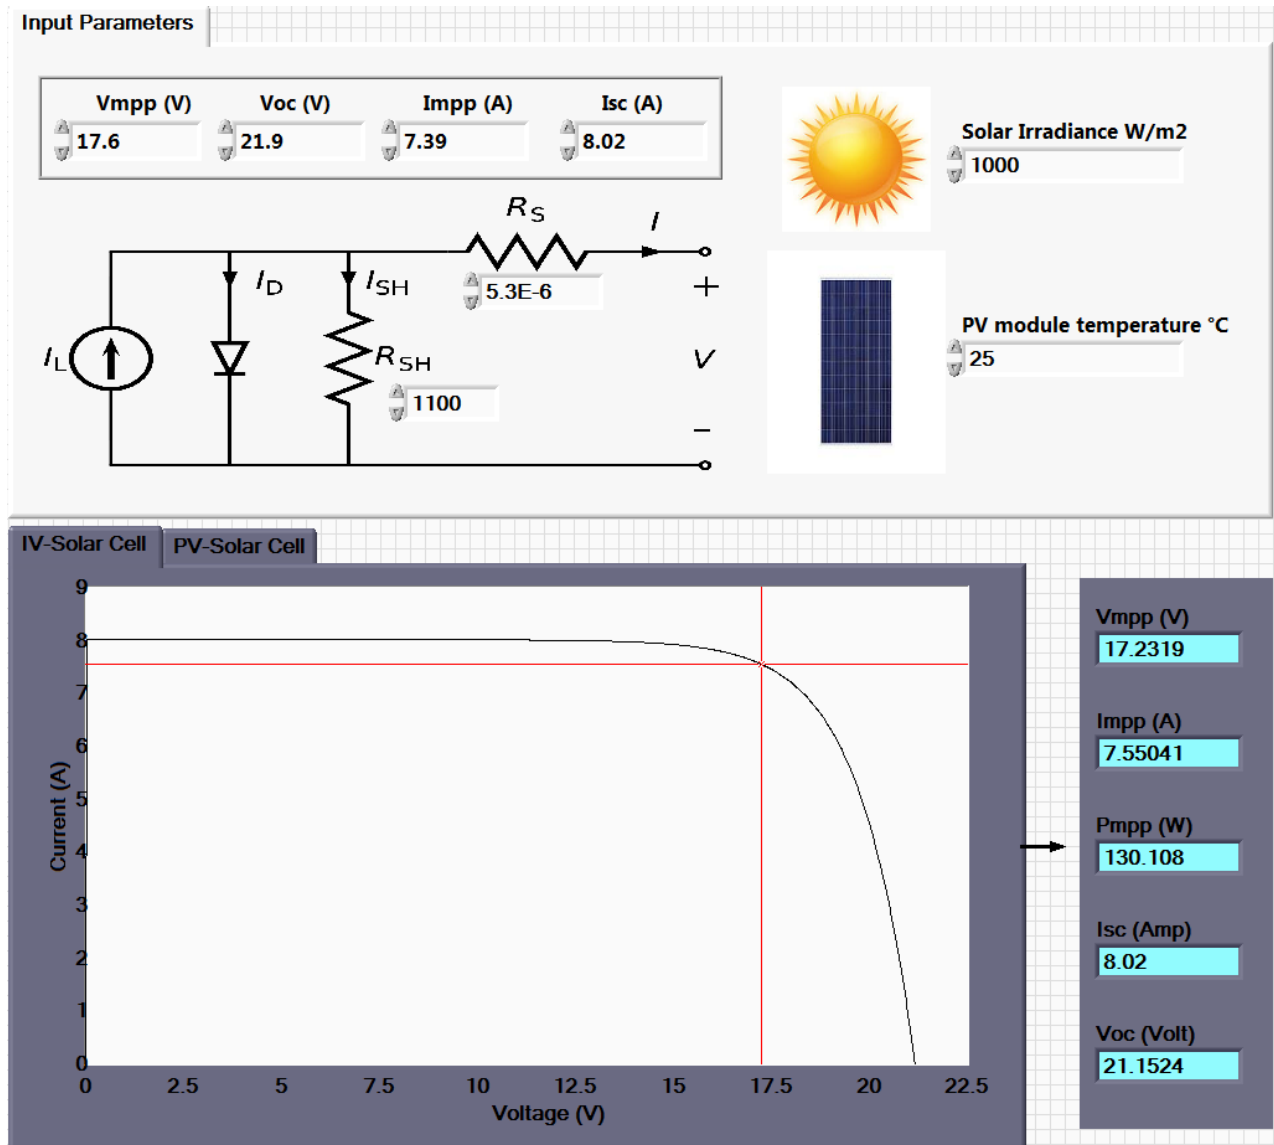 Input Parameters
Vmpp (V) Voc (V) Impp (A) Isc (A)
17.6 21.9 7.39 8.02
Solar Irradiance W/m2
1000
RS I
ID ISH
5.3E-6
+
PV module temperature °C
25
IL RSH V
1100
−
IV-Solar Cell PV-Solar Cell
9
8
7
6
5
4
3
2
1
0
Current (A)
0 2.5 5 7.5 10 12.5 15 17.5 20 22.5
Voltage (V)
Vmpp (V)
17.2319
Impp (A)
7.55041
Pmpp (W)
130.108
Isc (Amp)
8.02
Voc (Volt)
21.1524